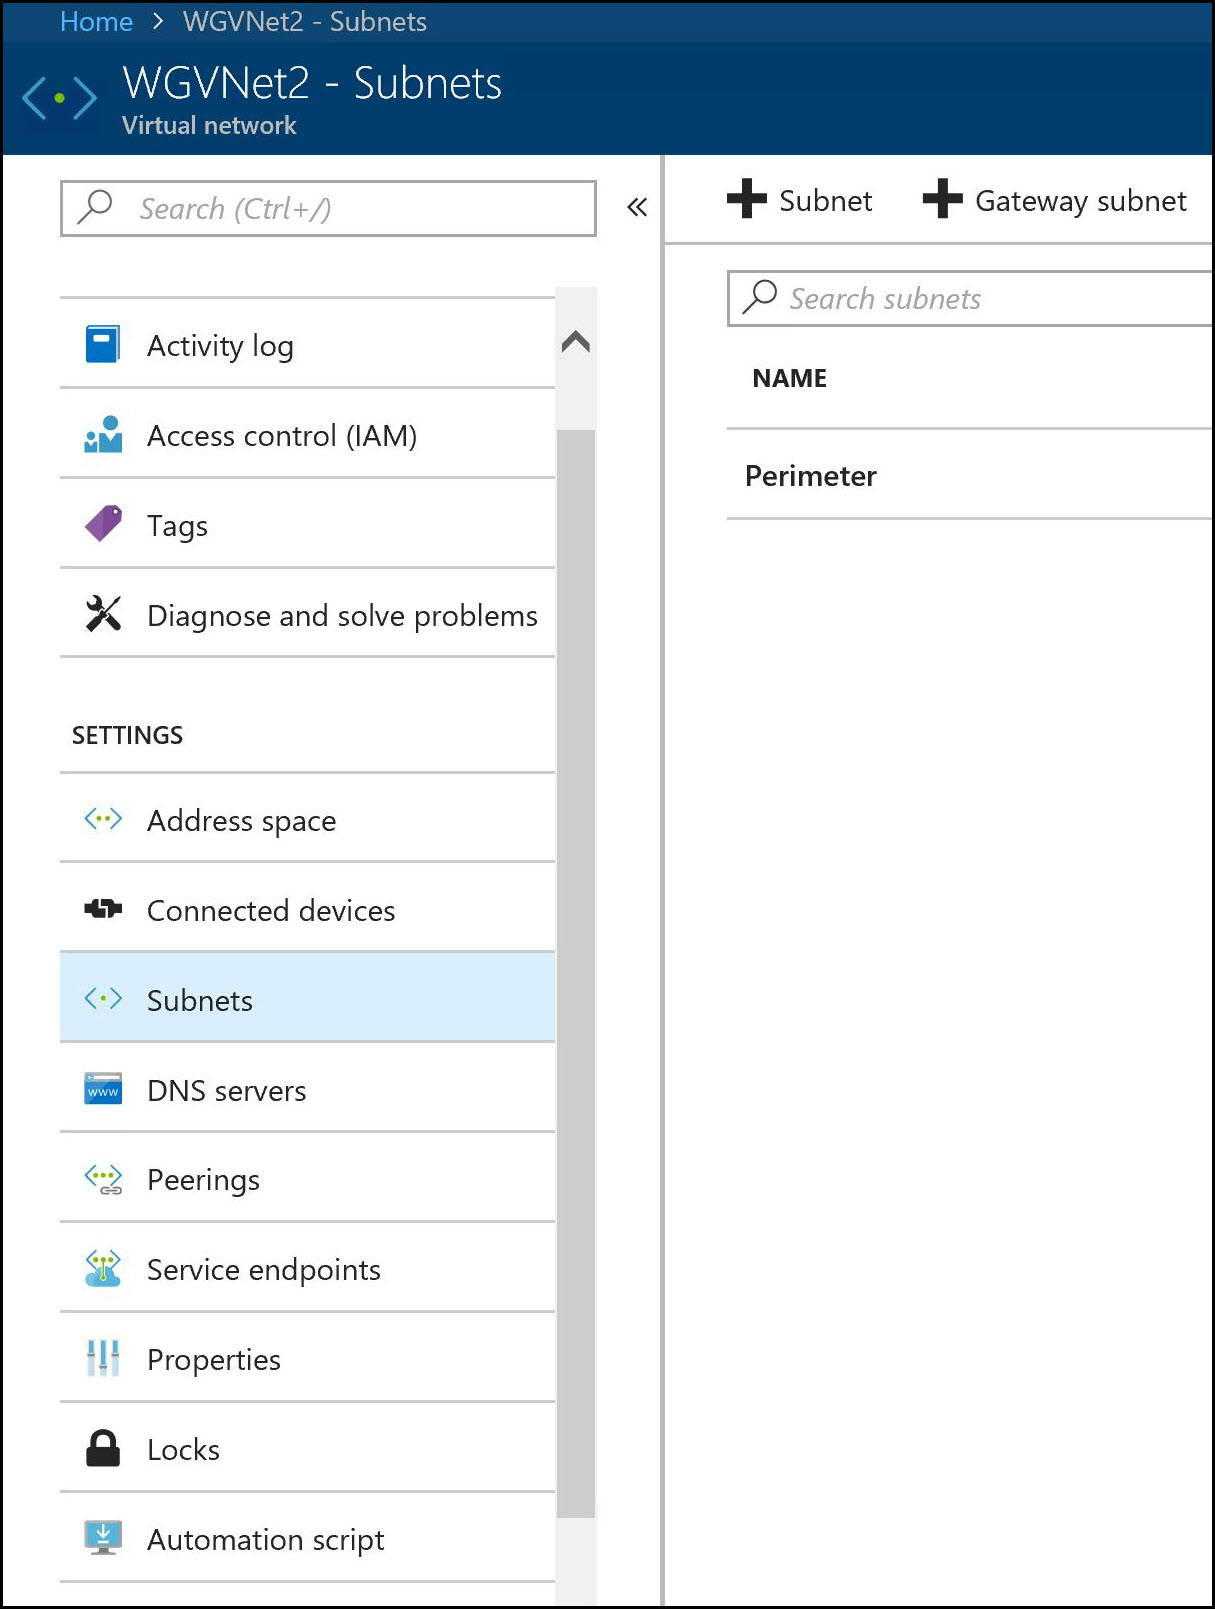 Home > WGVNet2 - Subnets
WGVNet2 - Subnets
Virtual network
Search (Ctrl+/)
«
Activity log
Access control (IAM)
Tags
Diagnose and solve problems
SETTINGS
Address space
Connected devices
Subnets
www
DNS servers
Peerings
Service endpoints
Properties
Locks
Automation script
+ Subnet
+ Gateway subnet
Search subnets
NAME
Perimeter